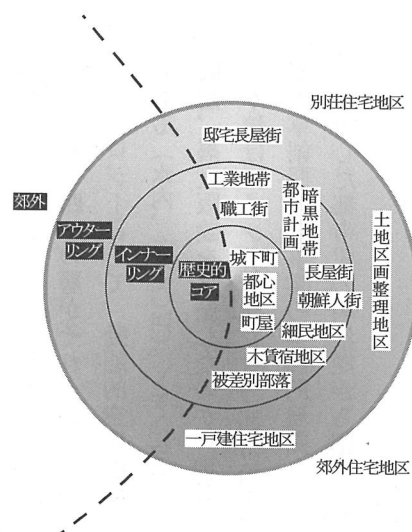 別荘住宅地区
邸宅長屋街
郊外
工業地帯
都市計画
暗黒地帯
土地区画整理地区
職工街
アウター
リング
インナー
リング
歴史的
コア
城下町
都心
地区
町屋
長屋街
朝鮮人街
細民地区
木賃宿地区
被差別部落
一戸建住宅地区
郊外住宅地区